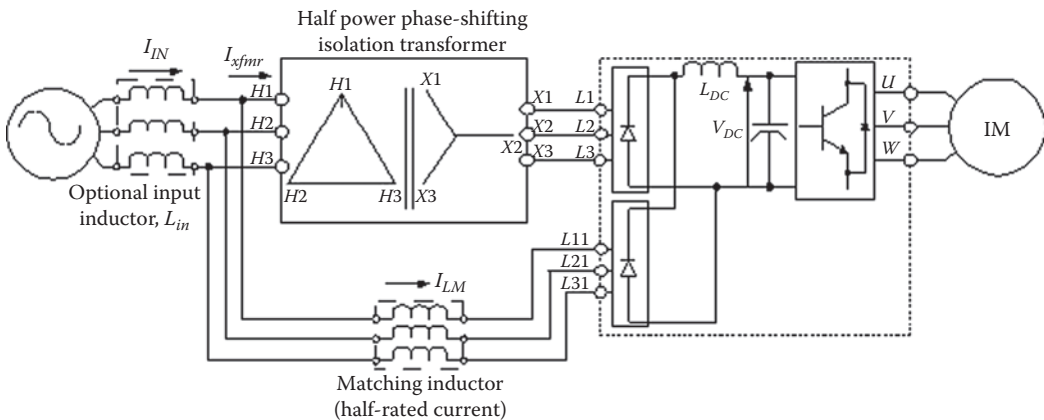 Half power phase-shifting
isolation transformer
I_IN
I_xfmr
H1
H2
H3
H1
H2
H3
X1
X3
X1
X2
X2
X3
L1
L2
L3
L_DC
V_DC
U
V
W
IM
Optional input
inductor, L_in
L11
L21
L31
I_LM
Matching inductor
(half-rated current)